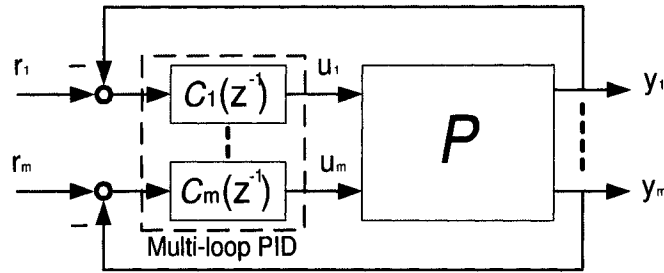 r₁
−
C₁(z⁻¹)
u₁
P
y₁
rₘ
−
Cₘ(z⁻¹)
uₘ
yₘ
Multi-loop PID